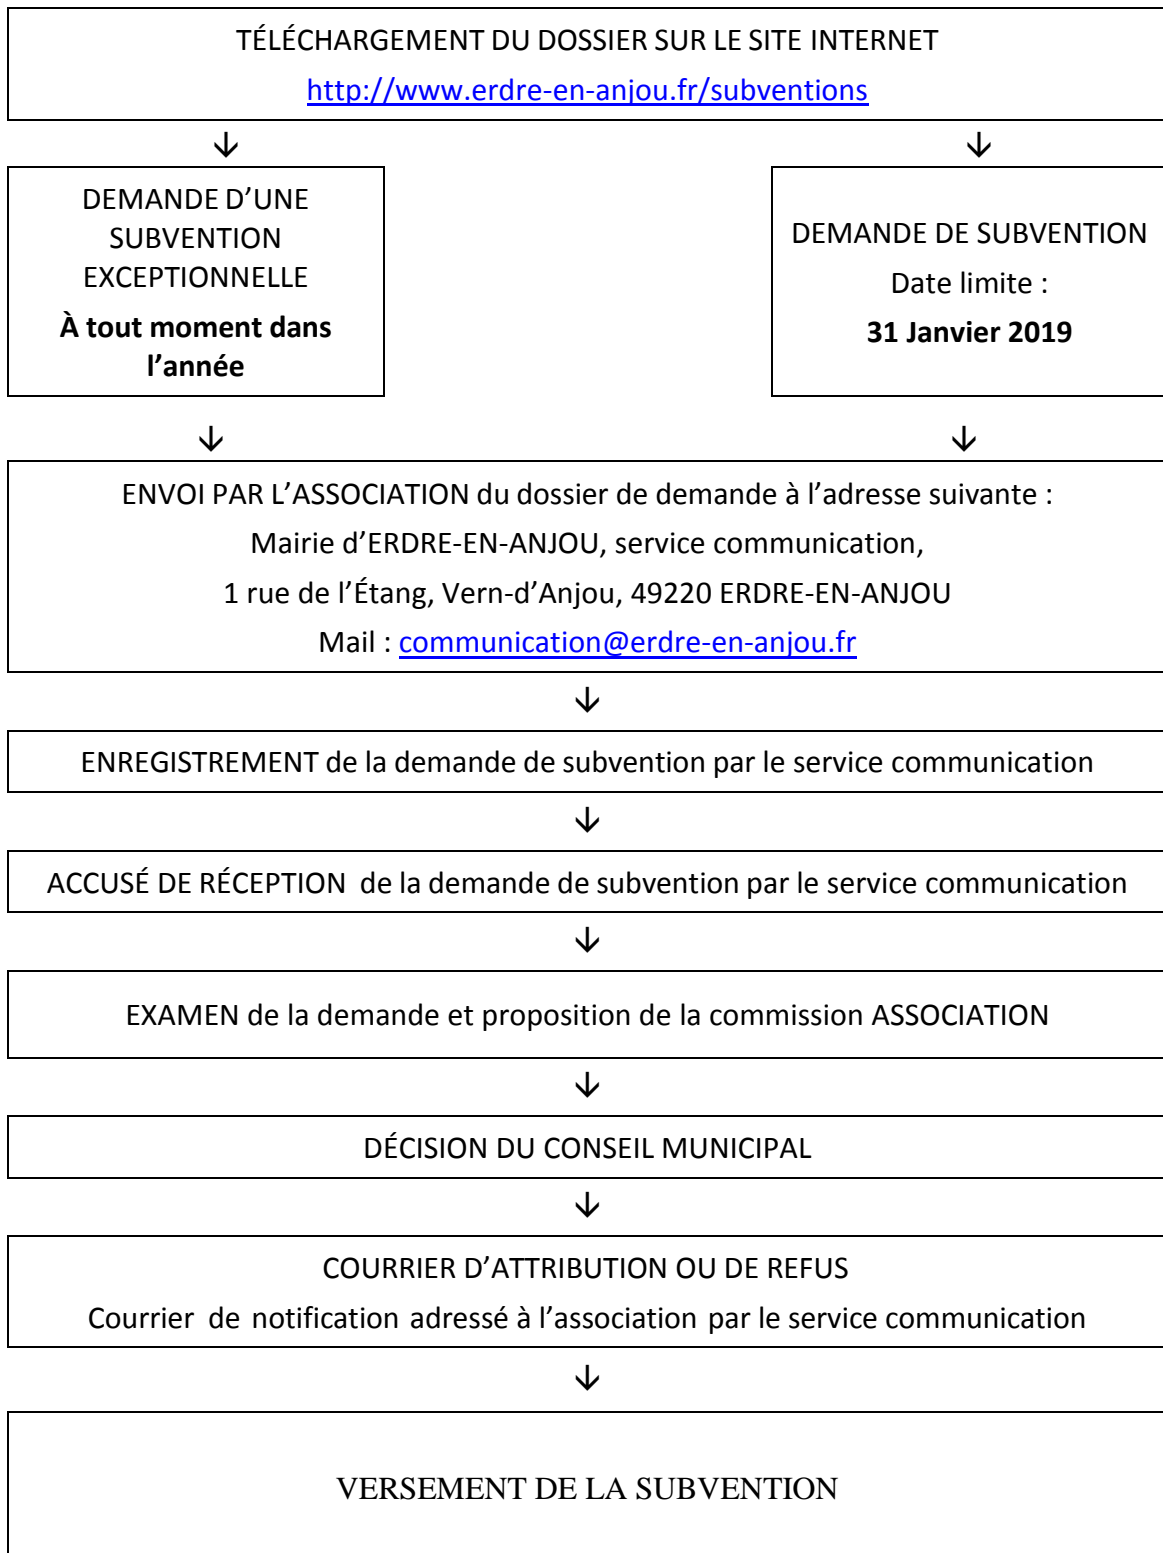 TÉLÉCHARGEMENT DU DOSSIER SUR LE SITE INTERNET
http://www.erdre-en-anjou.fr/subventions
↓
↓
DEMANDE D’UNE
SUBVENTION
EXCEPTIONNELLE
À tout moment dans
l’année
DEMANDE DE SUBVENTION
Date limite :
31 Janvier 2019
↓
↓
ENVOI PAR L’ASSOCIATION du dossier de demande à l’adresse suivante :
Mairie d’ERDRE-EN-ANJOU, service communication,
1 rue de l’Étang, Vern-d’Anjou, 49220 ERDRE-EN-ANJOU
Mail : communication@erdre-en-anjou.fr
↓
ENREGISTREMENT de la demande de subvention par le service communication
↓
ACCUSÉ DE RÉCEPTION de la demande de subvention par le service communication
↓
EXAMEN de la demande et proposition de la commission ASSOCIATION
↓
DÉCISION DU CONSEIL MUNICIPAL
↓
COURRIER D’ATTRIBUTION OU DE REFUS
Courrier de notification adressé à l’association par le service communication
↓
VERSEMENT DE LA SUBVENTION